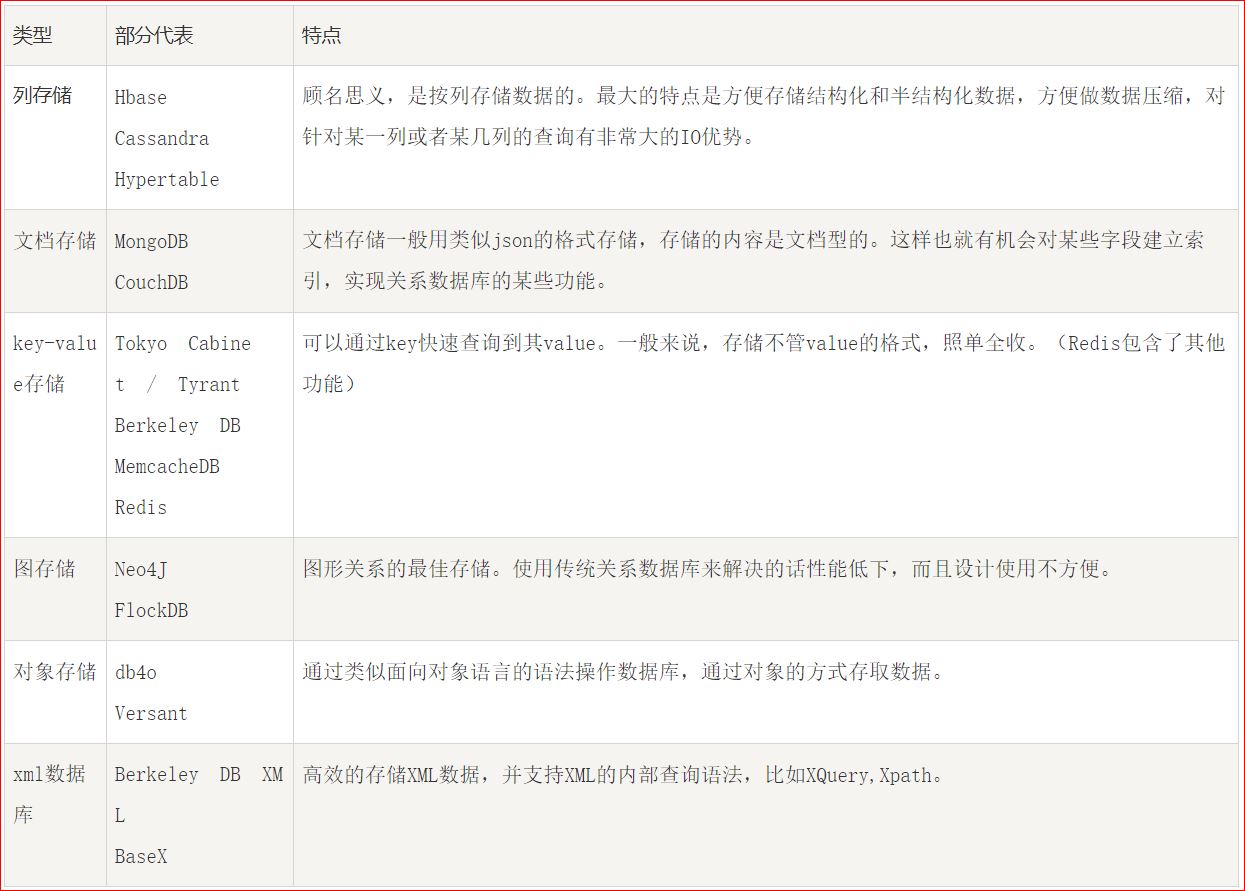 类型
部分代表
特点
列存储
Hbase
Cassandra
Hypertable
顾名思义，是按列存储数据的。最大的特点是方便存储结构化和半结构化数据，方便做数据压缩，对
针对某一列或者某几列的查询有非常大的IO优势。
文档存储
MongoDB
CouchDB
文档存储一般用类似json的格式存储，存储的内容是文档型的。这样也就有机会对某些字段建立索
引，实现关系数据库的某些功能。
key-valu
e存储
Tokyo Cabine
t / Tyrant
Berkeley DB
MemcacheDB
Redis
可以通过key快速查询到其value。一般来说，存储不管value的格式，照单全收。（Redis包含了其他
功能）
图存储
Neo4J
FlockDB
图形关系的最佳存储。使用传统关系数据库来解决的话性能低下，而且设计使用不方便。
对象存储
db4o
Versant
通过类似面向对象语言的语法操作数据库，通过对象的方式存取数据。
xml数据
库
Berkeley DB XM
L
BaseX
高效的存储XML数据，并支持XML的内部查询语法，比如XQuery,Xpath。